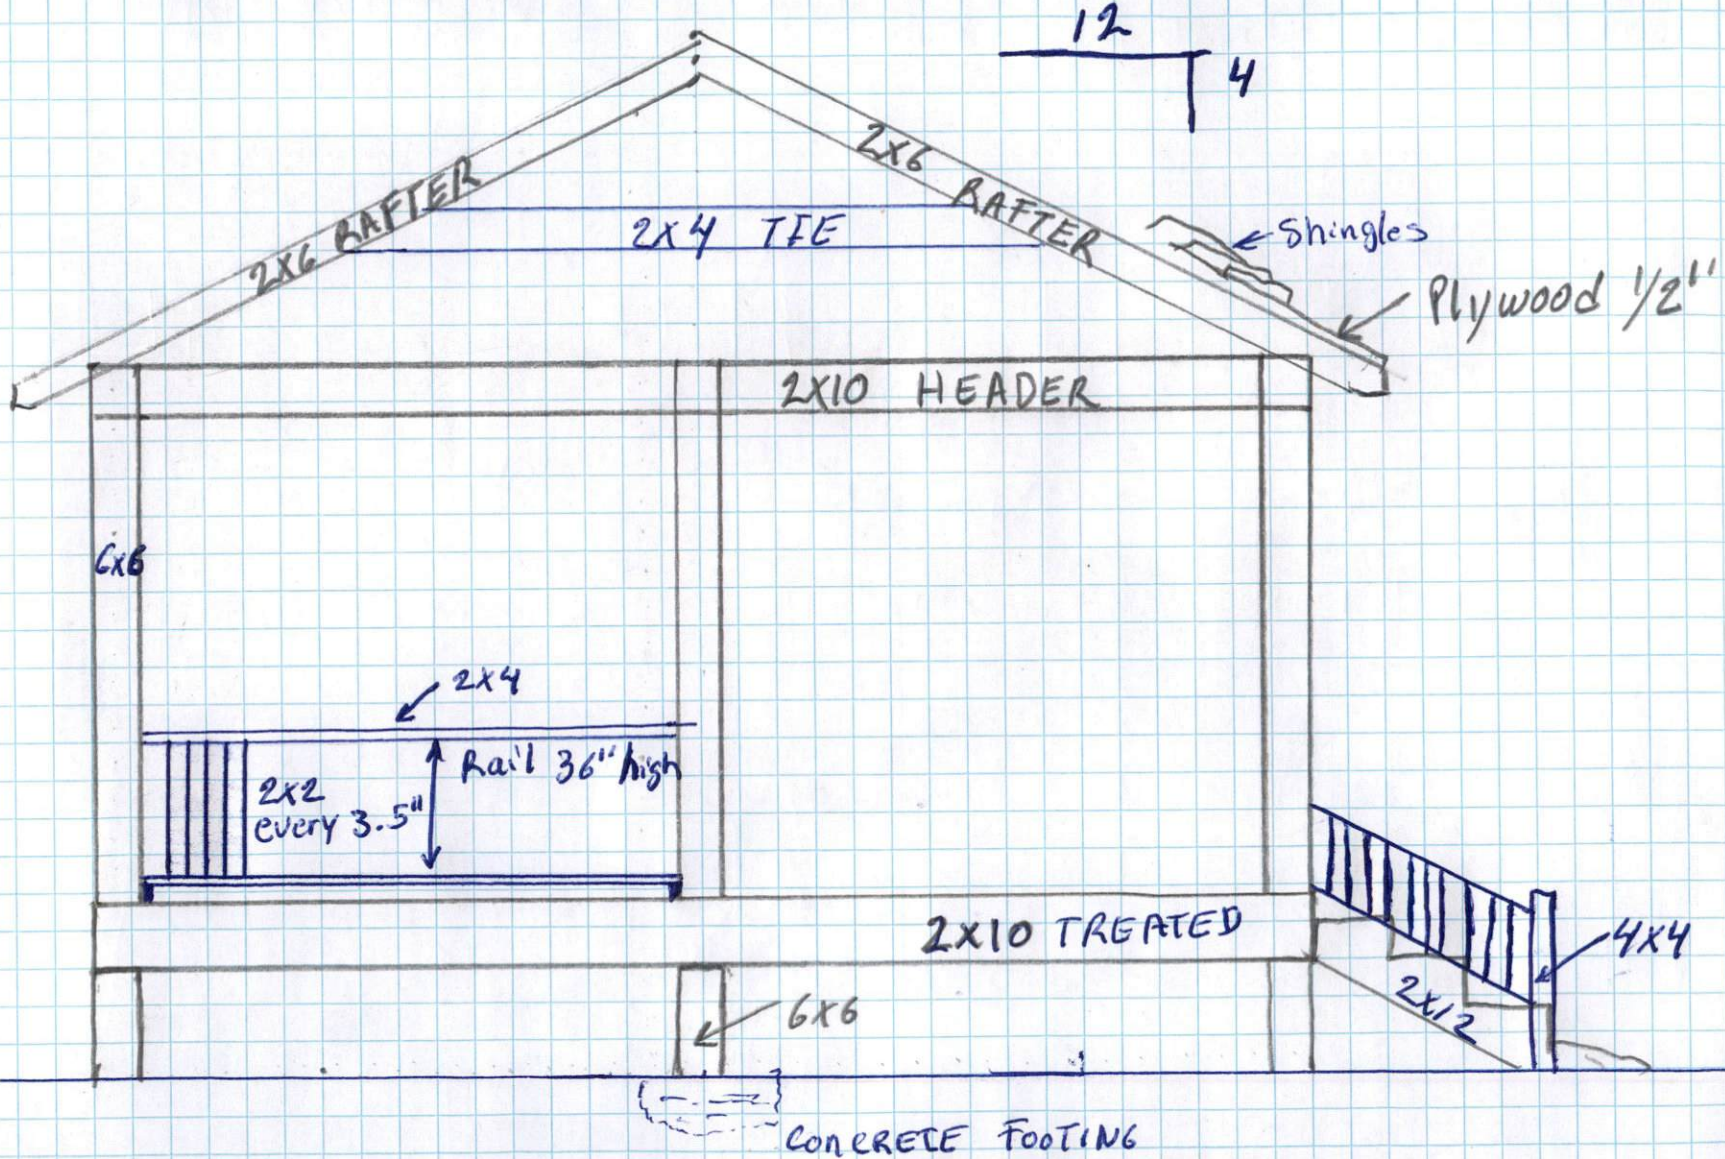 12
4
2X6 RAFTER
2X6 RAFTER
2X4 TIE
Shingles
Plywood 1/2"
2X10 HEADER
6x6
2x4
Rail 36" high
2x2
every 3.5"
2X10 TREATED
4x4
2x12
6x6
CONCRETE FOOTING